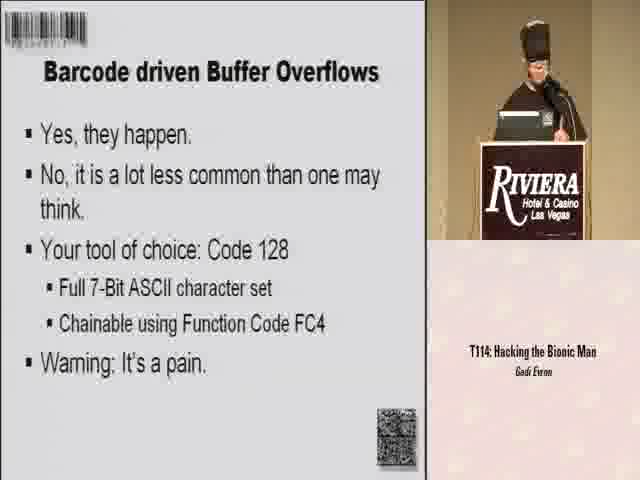 Barcode driven Buffer Overflows
Yes, they happen.
No, it is a lot less common than one may
think.
Your tool of choice: Code 128
Full 7-Bit ASCII character set
Chainable using Function Code FC4
Warning: It's a pain.
RIVIERA
Hotel & Casino
Las Vegas
T114: Hacking the Bionic Man
Gadi Evron